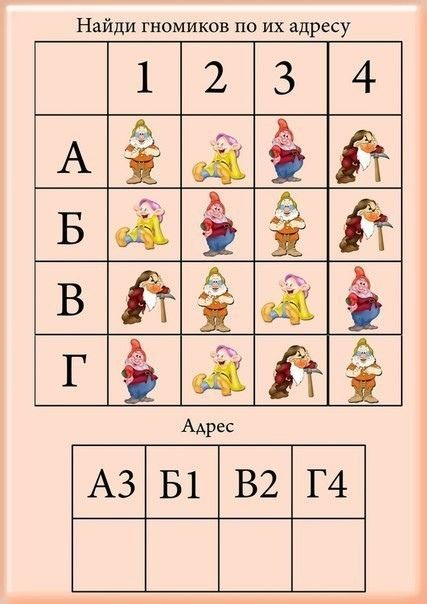 Найди гномиков по их адресу
1 2 3 4
А
Б
В
Г
Адрес
А3 Б1 В2 Г4